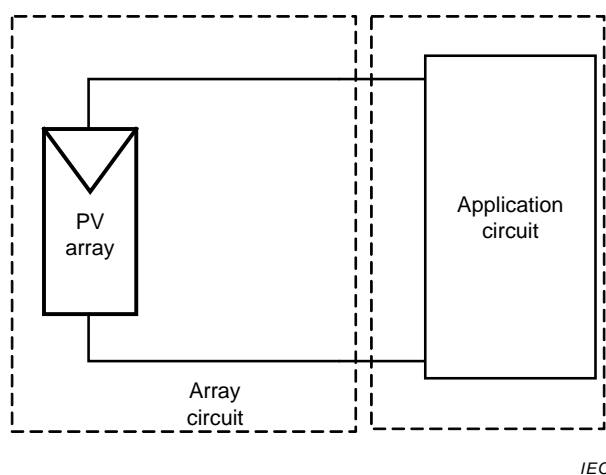 PV
array
Application
circuit
Array
circuit
IEC